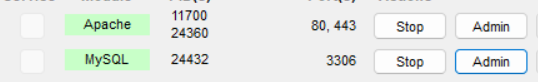 11700
Apache 80, 443 Stop Admin
24360
MySQL 24432 3306 Stop Admin